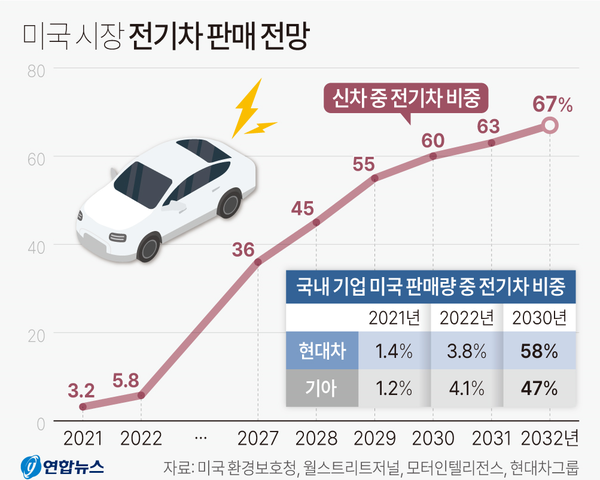 미국 시장 전기차 판매 전망
80
신차 중 전기차 비중
67%
63
60
60
55
45
40
36
국내 기업 미국 판매량 중 전기차 비중
2021년 2022년 2030년
현대차 1.4% 3.8% 58%
기아 1.2% 4.1% 47%
20
3.2 5.8
0
2021 2022 ... 2027 2028 2029 2030 2031 2032년
연합뉴스 자료: 미국 환경보호청, 월스트리트저널, 모터인텔리전스, 현대차그룹